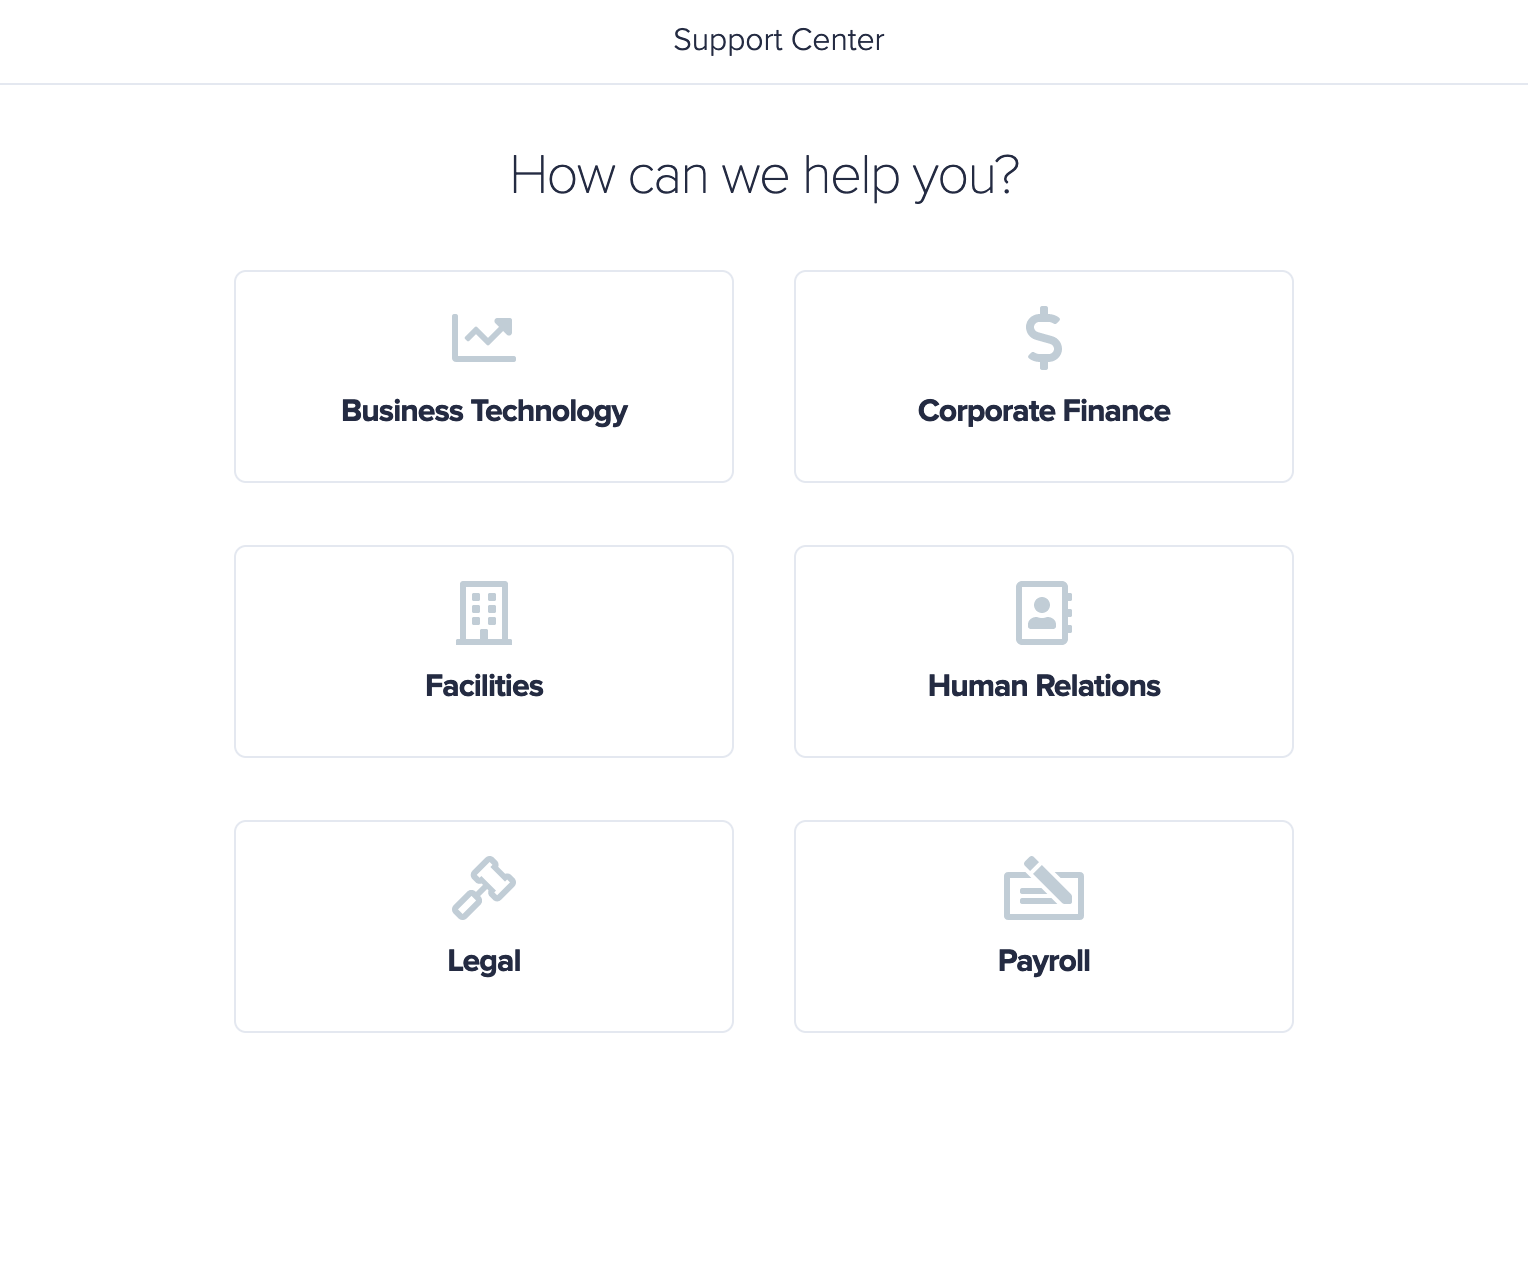 Support Center
How can we help you?
Business Technology
Corporate Finance
Facilities
Human Relations
Legal
Payroll